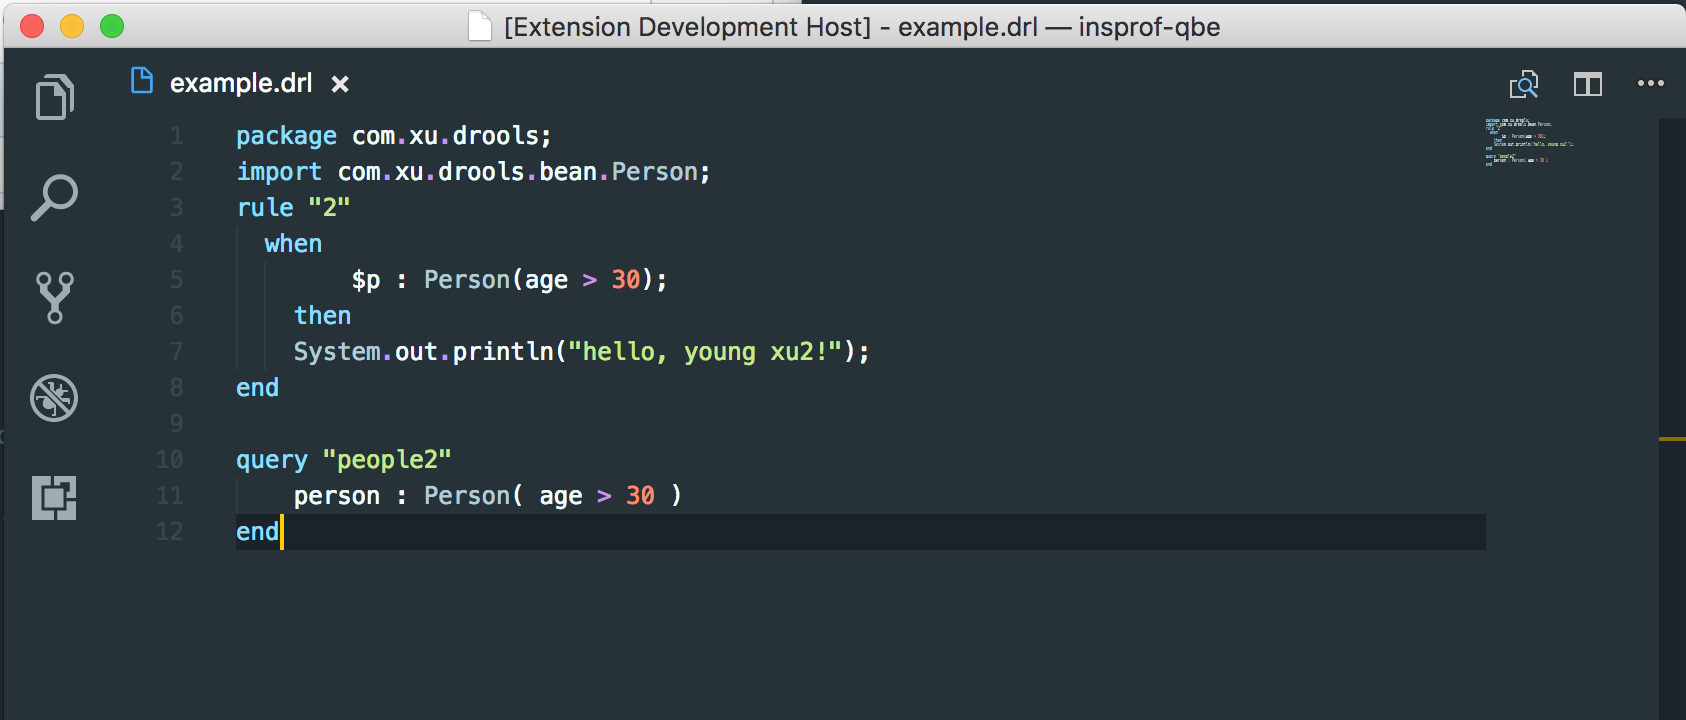 [Extension Development Host] - example.drl — insprof-qbe
example.drl
1 package com.xu.drools;
2 import com.xu.drools.bean.Person;
3 rule "2"
4 when
5 $p : Person(age > 30);
6 then
7 System.out.println("hello, young xu2!");
8 end
9
10 query "people2"
11 person : Person( age > 30 )
12 end